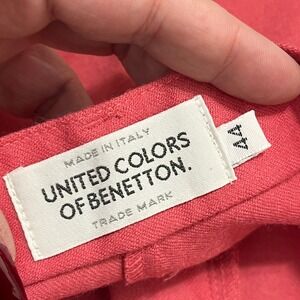 MADE IN ITALY
UNITED COLORS
OF BENETTON.
TRADE MARK
44